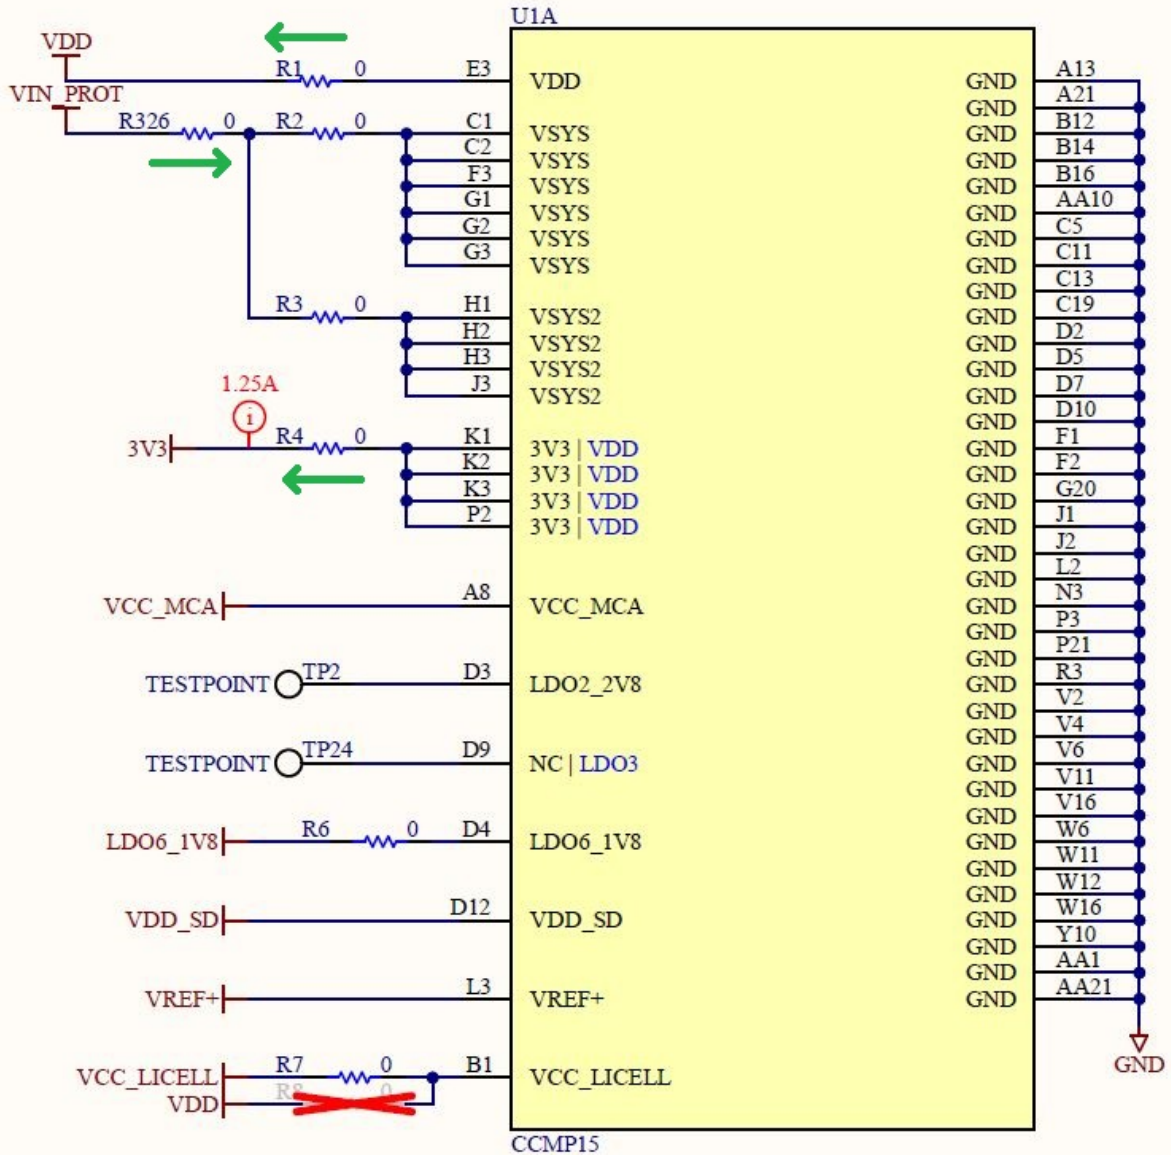 U1A
VDD
R1 0 E3 VDD GND A13
VIN_PROT GND A21
R326 0 R2 0 C1 VSYS GND B12
C2 VSYS GND B14
F3 VSYS GND B16
G1 VSYS GND AA10
G2 VSYS GND C5
G3 VSYS GND C11
GND C13
R3 0 H1 VSYS2 GND C19
H2 VSYS2 GND D2
H3 VSYS2 GND D5
J3 VSYS2 GND D7
1.25A
i GND D10
3V3 R4 0 K1 3V3 | VDD GND F1
K2 3V3 | VDD GND F2
K3 3V3 | VDD GND G20
P2 3V3 | VDD GND J1
GND J2
GND L2
VCC_MCA A8 VCC_MCA GND N3
GND P3
GND P21
TESTPOINT TP2 D3 LDO2_2V8 GND R3
GND V2
GND V4
TESTPOINT TP24 D9 NC | LDO3 GND V6
GND V11
GND V16
LDO6_1V8 R6 0 D4 LDO6_1V8 GND W6
GND W11
GND W12
VDD_SD D12 VDD_SD GND W16
GND Y10
GND AA1
VREF+ L3 VREF+ GND AA21
GND
VCC_LICELL R7 0 B1 VCC_LICELL
VDD R8 0
CCMP15